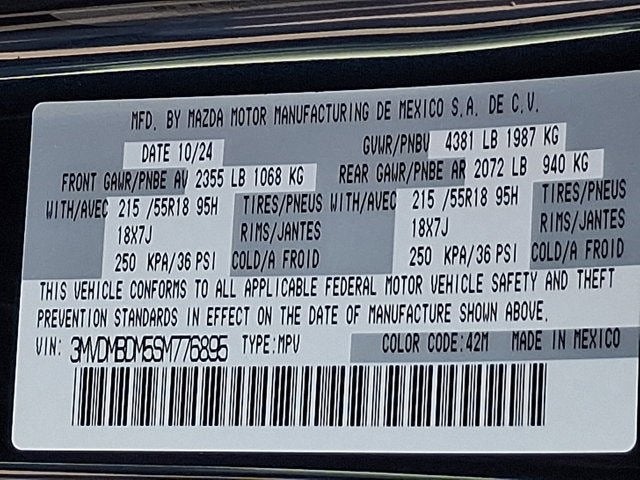 MFD. BY MAZDA MOTOR MANUFACTURING DE MEXICO S.A. DE C.V.
DATE 10/24 GVWR/PNBV 4381 LB 1987 KG
FRONT GAWR/PNBE AV 2355 LB 1068 KG REAR GAWR/PNBE AR 2072 LB 940 KG
WITH/AVEC 215 /55R18 95H TIRES/PNEUS WITH/AVEC 215 /55R18 95H TIRES/PNEUS
18X7J RIMS/JANTES 18X7J RIMS/JANTES
250 KPA/36 PSI COLD/A FROID 250 KPA/36 PSI COLD/A FROID
THIS VEHICLE CONFORMS TO ALL APPLICABLE FEDERAL MOTOR VEHICLE SAFETY AND THEFT
PREVENTION STANDARDS IN EFFECT ON THE DATE OF MANUFACTURE SHOWN ABOVE.
VIN: 3MVDMBDM5SM776895 TYPE:MPV COLOR CODE:42M MADE IN MEXICO